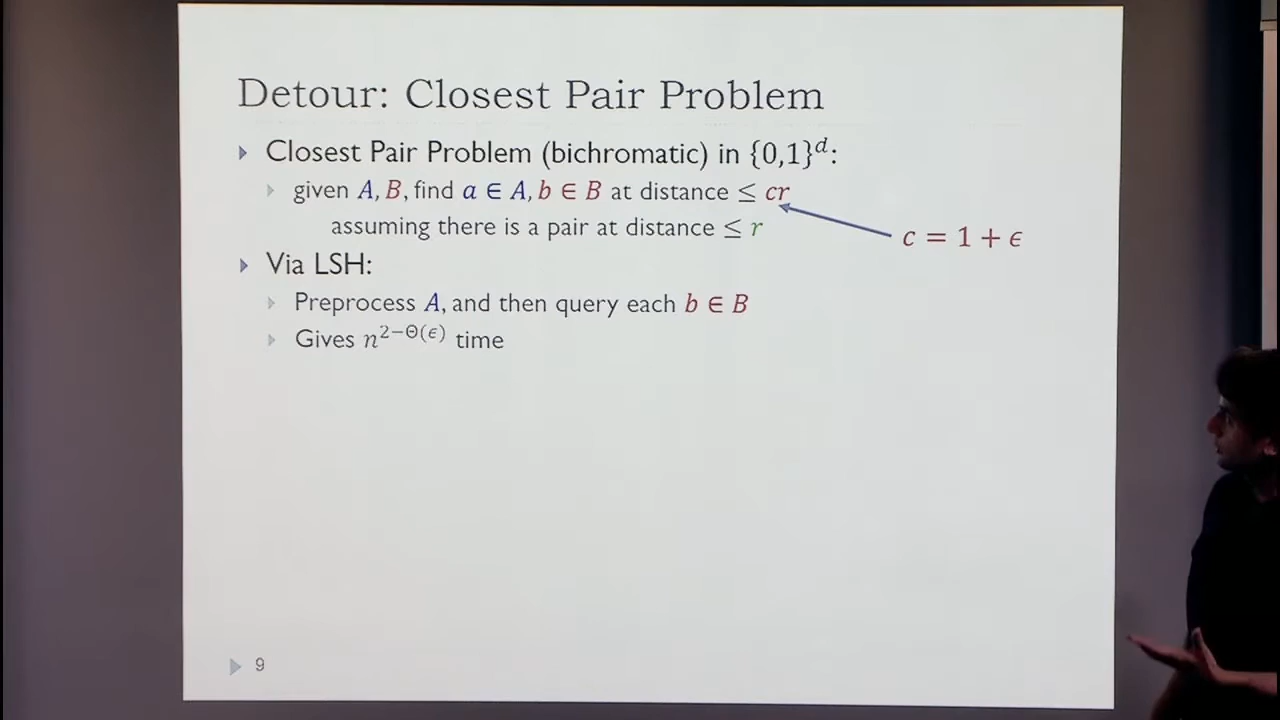 Detour: Closest Pair Problem
Closest Pair Problem (bichromatic) in {0,1}^d:
given A, B, find a ∈ A, b ∈ B at distance ≤ cr
assuming there is a pair at distance ≤ r
c = 1 + ϵ
Via LSH:
Preprocess A, and then query each b ∈ B
Gives n^{2−Θ(ϵ)} time
9